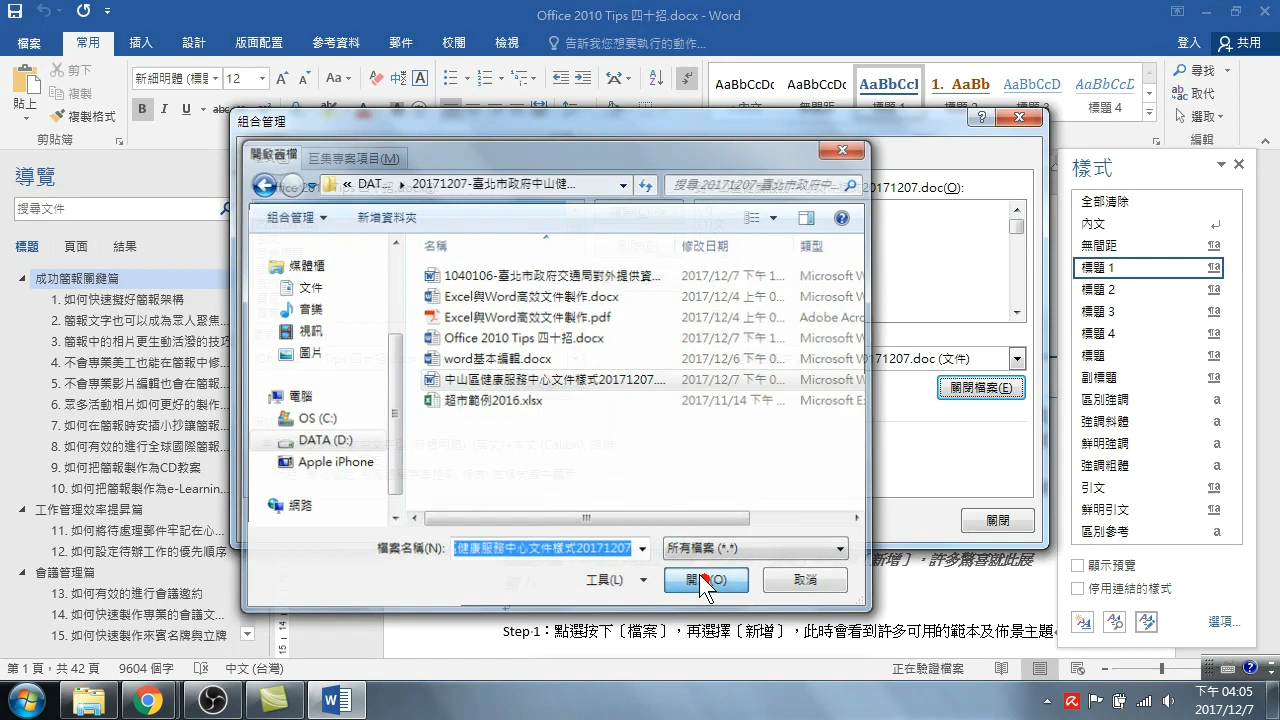 Office 2010 Tips 四十招.docx - Word
檔案 常用 插入 設計 版面配置 參考資料 郵件 校閱 檢視 告訴我您想要執行的動作... 登入 共用
剪下
複製
貼上
複製格式
剪貼簿
新細明體 (標題 12
B I U abc
AaBbCcDc AaBbCcDc AaBbCcI 1. AaBb AaBbCcD AaBbCcDc
標題 4
尋找
取代
選取
編輯
導覽
搜尋文件
標題 頁面 結果
成功簡報關鍵篇
1. 如何快速擬好簡報架構
2. 簡報文字也可以成為眾人聚焦...
3. 簡報中的相片更生動活潑的技巧
4. 不會專業美工也能在簡報中修...
5. 不會專業影片編輯也會在簡報...
6. 眾多活動相片如何更好的製作...
7. 如何在簡報時安插小抄讓簡報...
8. 如何有效的進行全球國際簡報
9. 如何把簡報製作為CD教案
10. 如何把簡報製作為e-Learnin...
工作管理效率提昇篇
11. 如何將待處理郵件牢記在心...
12. 如何設定待辦工作的優先順序
會議管理篇
13. 如何有效的進行會議邀約
14. 如何快速製作專業的會議文...
15. 如何快速製作來賓名牌與立牌
組合管理
開啟舊檔
巨集專案項目(M)
« DAT... 20171207-臺北市政府中山健...
搜尋 20171207-臺北市政府中...
組合管理 新增資料夾
媒體櫃
文件
音樂
視訊
圖片
電腦
OS (C:)
DATA (D:)
Apple iPhone
網路
名稱 修改日期 類型
1040106-臺北市政府交通局對外提供資... 2017/12/7 下午 1... Microsoft W
Excel與Word高效文件製作.docx 2017/12/4 上午 0... Microsoft W
Excel與Word高效文件製作.pdf 2017/12/4 下午 0... Adobe Acro
Office 2010 Tips 四十招.docx 2017/12/7 下午 0... Microsoft W
word基本編輯.docx 2017/12/6 下午 0... Microsoft W
中山區健康服務中心文件樣式20171207.... 2017/12/7 下午 0... Microsoft W
超市範例2016.xlsx 2017/11/14 下午 ... Microsoft E
檔案名稱(N): 健康服務中心文件樣式20171207 所有檔案 (*.*)
工具(L) 取消
20171207.doc(O):
171207.doc (文件)
關閉檔案(E)
關閉
樣式
全部清除
內文
無間距
標題 1
標題 2
標題 3
標題 4
標題
副標題
區別強調
強調斜體
鮮明強調
強調粗體
引文
鮮明引文
區別參考
顯示預覽
停用連結的樣式
選項...
〔新增〕，許多驚喜就此展
Step 1：點選按下〔檔案〕，再選擇〔新增〕，此時會看到許多可用的範本及佈景主題
第 1 頁，共 42 頁 9604 個字 中文 (台灣) 正在驗證檔案
下午 04:05
2017/12/7